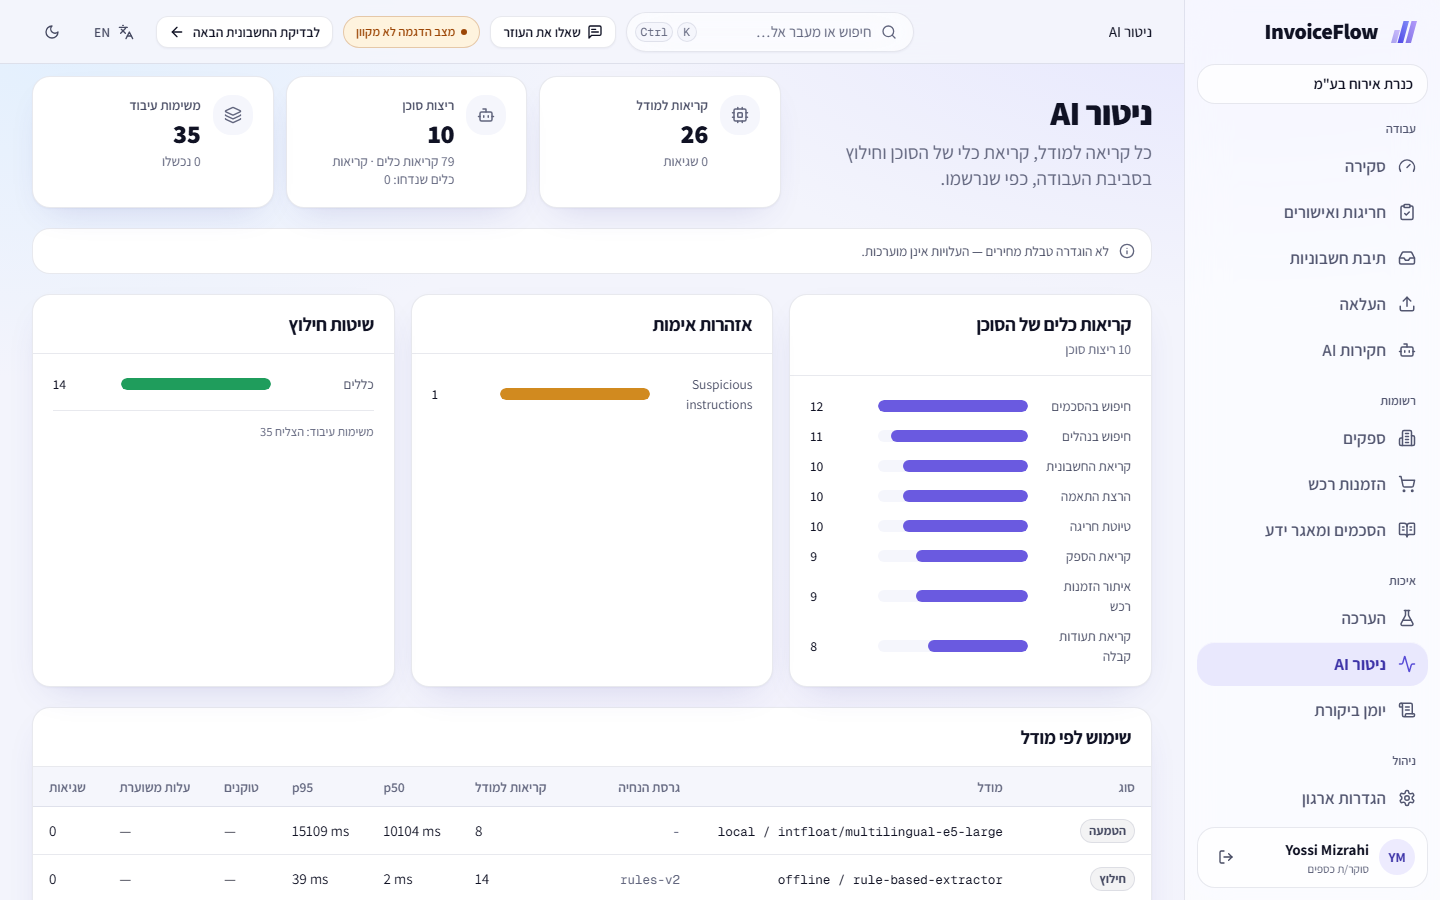 InvoiceFlow
כנרת אירוח בע"מ
עבודה
סקירה
חריגות ואישורים
תיבת חשבוניות
העלאה
חקירות AI
רשומות
ספקים
הזמנות רכש
הסכמים ומאגר ידע
איכות
הערכה
ניטור AI
יומן ביקורת
ניהול
הגדרות ארגון
YM
Yossi Mizrahi
סוקר/ת כספים
ניטור AI
חיפוש או מעבר אל...
Ctrl K
שאלו את העוזר
מצב הדגמה לא מקוון
לבדיקת החשבונית הבאה
EN
ניטור AI
כל קריאה למודל, קריאת כלי של הסוכן וחילוץ
בסביבת העבודה, כפי שנרשמו.
קריאות למודל
26
0 שגיאות
ריצות סוכן
10
79 קריאות כלים · קריאות
כלים שנדחו: 0
משימות עיבוד
35
0 נכשלו
לא הוגדרה טבלת מחירים — העלויות אינן מוערכות.
קריאות כלים של הסוכן
10 ריצות סוכן
חיפוש בהסכמים 12
חיפוש בנהלים 11
קריאת החשבונית 10
הרצת התאמה 10
טיוטת חריגה 10
קריאת הספק 9
איתור הזמנות
רכש 9
קריאת תעודות
קבלה 8
אזהרות אימות
Suspicious
instructions 1
שיטות חילוץ
כללים 14
משימות עיבוד: הצליח 35
שימוש לפי מודל
סוג מודל גרסת הנחיה קריאות למודל p50 p95 טוקנים עלות משוערת שגיאות
הטמעה local / intfloat/multilingual-e5-large - 8 10104 ms 15109 ms — — 0
חילוץ offline / rule-based-extractor rules-v2 14 2 ms 39 ms — — 0